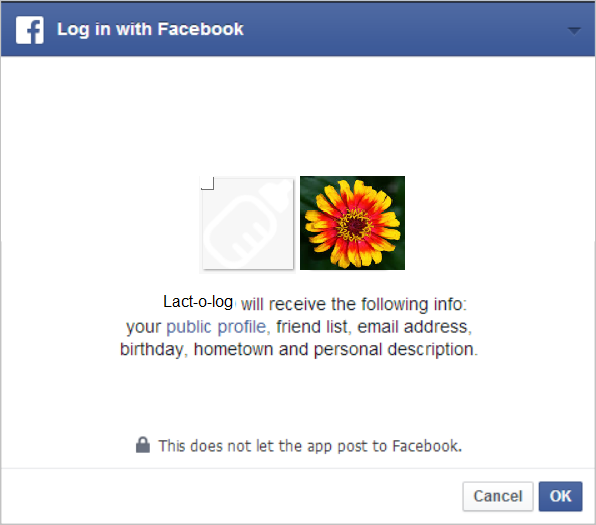 Log in with Facebook
Lact-o-log will receive the following info:
your public profile, friend list, email address,
birthday, hometown and personal description.
This does not let the app post to Facebook.
Cancel OK